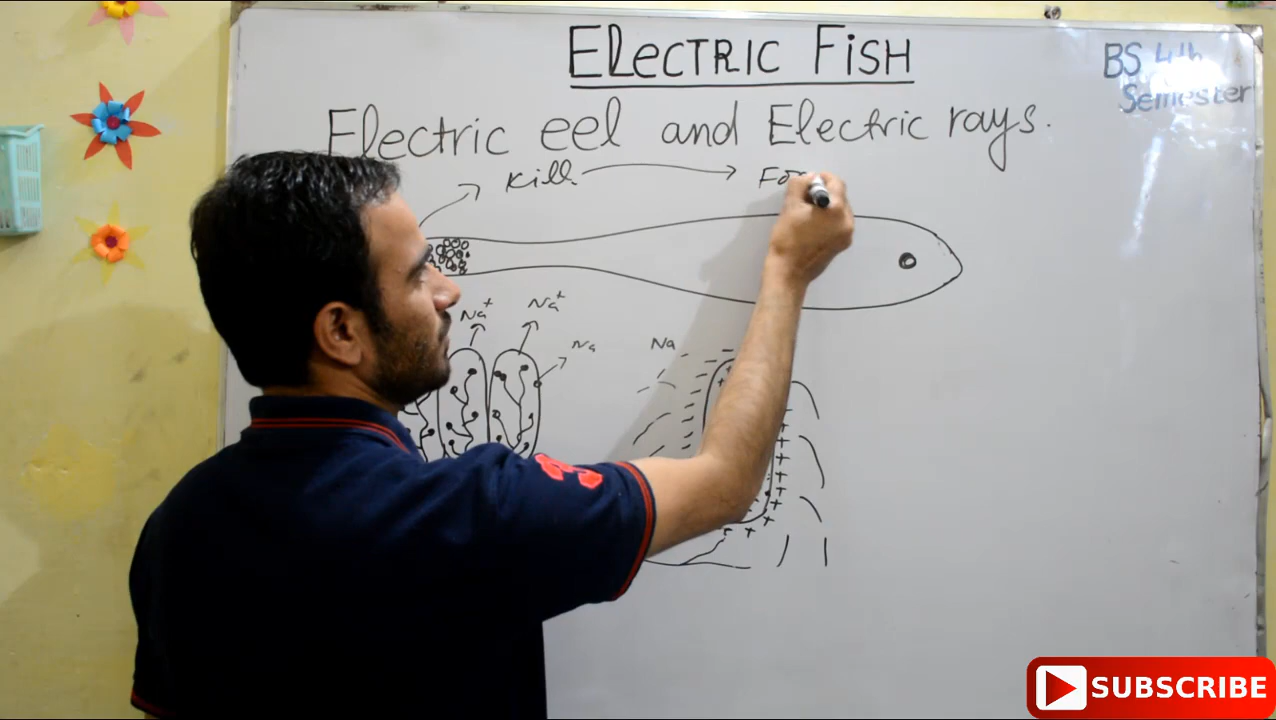 ELECTRIC FISH
BS 4th
Semester
Electric eel and Electric rays.
Kill
Na+
Na+
Na
Na
SUBSCRIBE